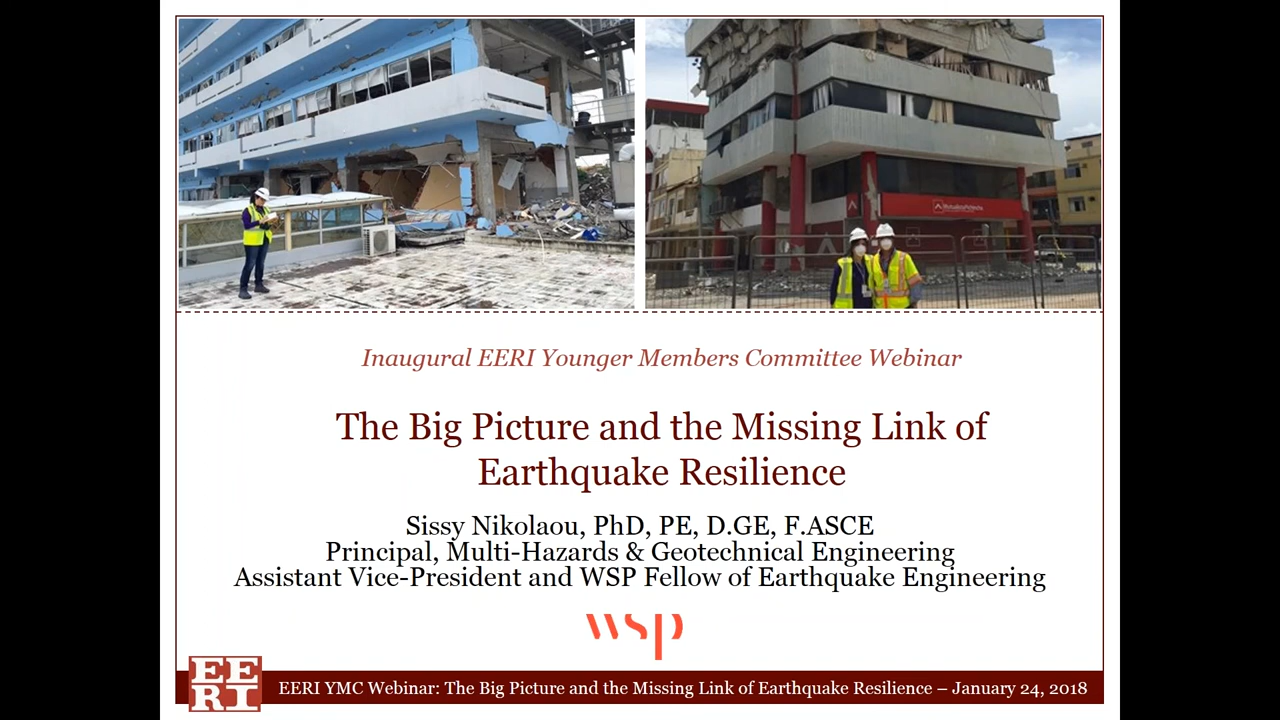 Inaugural EERI Younger Members Committee Webinar
The Big Picture and the Missing Link of
Earthquake Resilience
Sissy Nikolaou, PhD, PE, D.GE, F.ASCE
Principal, Multi-Hazards & Geotechnical Engineering
Assistant Vice-President and WSP Fellow of Earthquake Engineering
wsp
EE
RI
EERI YMC Webinar: The Big Picture and the Missing Link of Earthquake Resilience – January 24, 2018